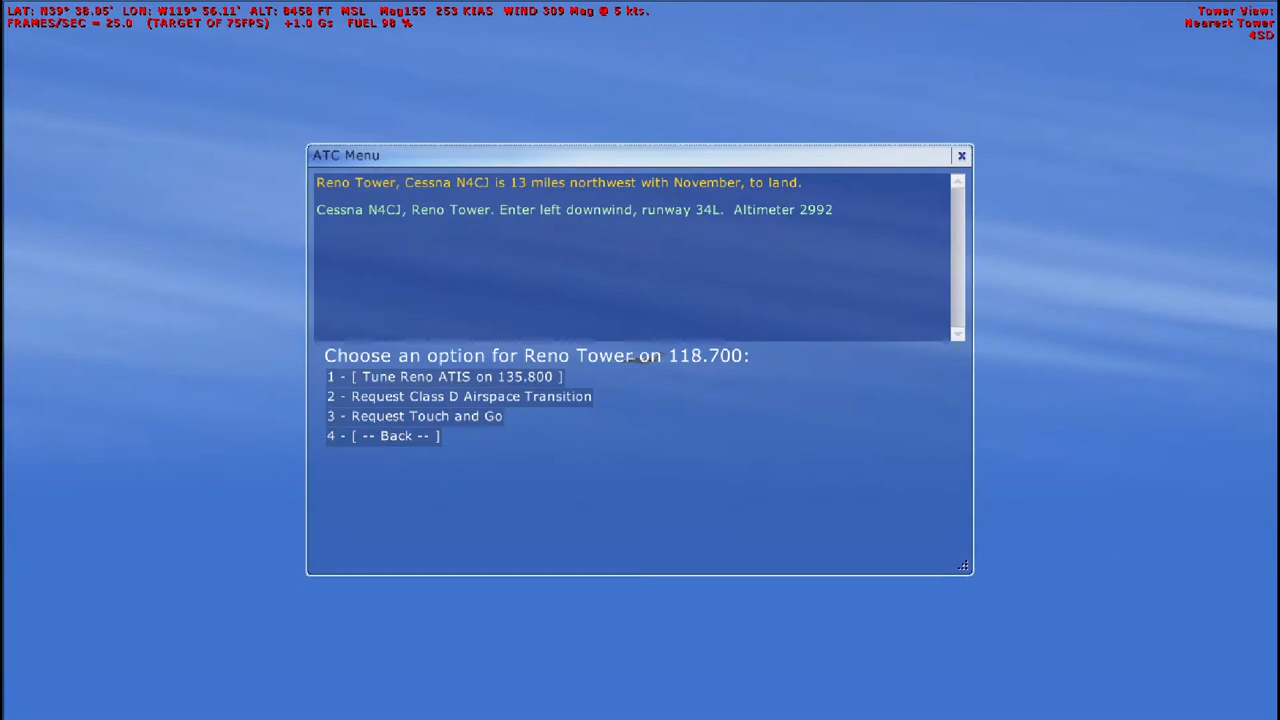 LAT: N39° 38.05' LON: W119° 56.11' ALT: 8458 FT MSL Mag155 253 KIAS WIND 309 Mag @ 5 kts.
FRAMES/SEC = 25.0 (TARGET OF 75FPS) +1.0 Gs FUEL 98 %
Tower View:
Nearest Tower
4SD
ATC Menu
x
Reno Tower, Cessna N4CJ is 13 miles northwest with November, to land.
Cessna N4CJ, Reno Tower. Enter left downwind, runway 34L. Altimeter 2992
Choose an option for Reno Tower on 118.700:
1 - [ Tune Reno ATIS on 135.800 ]
2 - Request Class D Airspace Transition
3 - Request Touch and Go
4 - [ -- Back -- ]